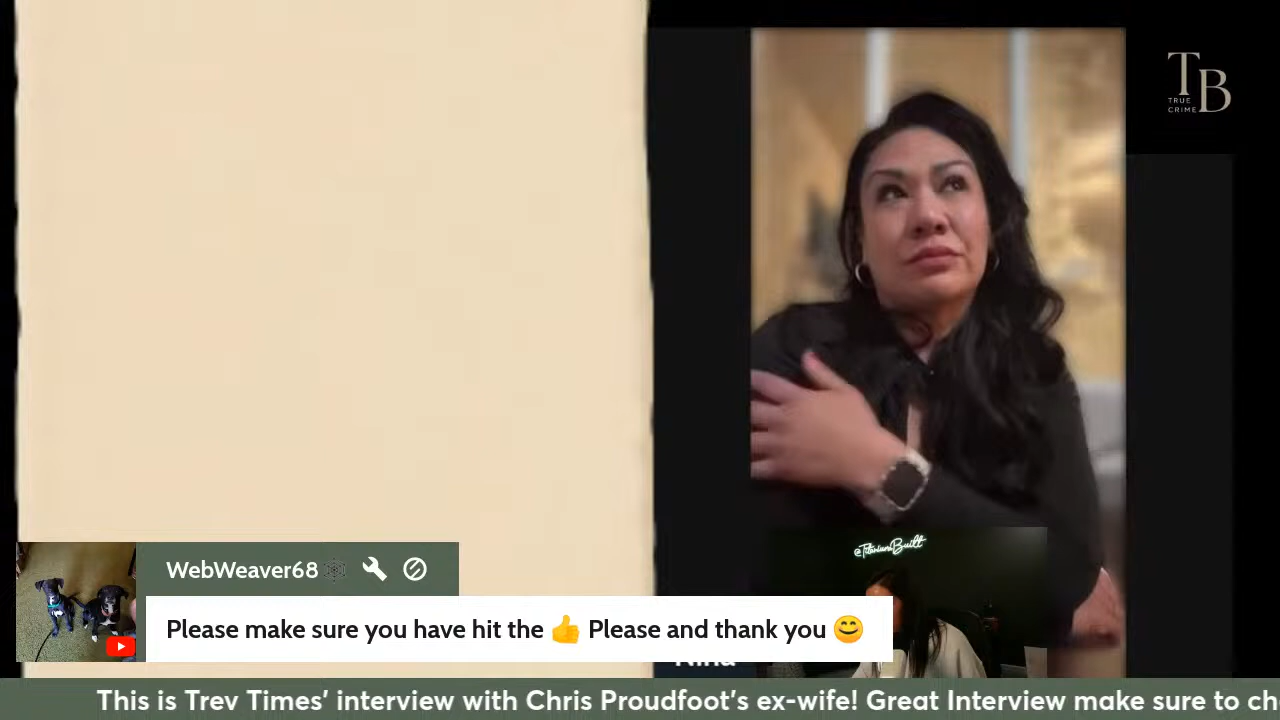 TB
TRUE
CRIME
@TitaniumBuilt
WebWeaver68🕸️
Please make sure you have hit the 👍 Please and thank you 😊
Nina
This is Trev Times' interview with Chris Proudfoot's ex-wife! Great Interview make sure to ch